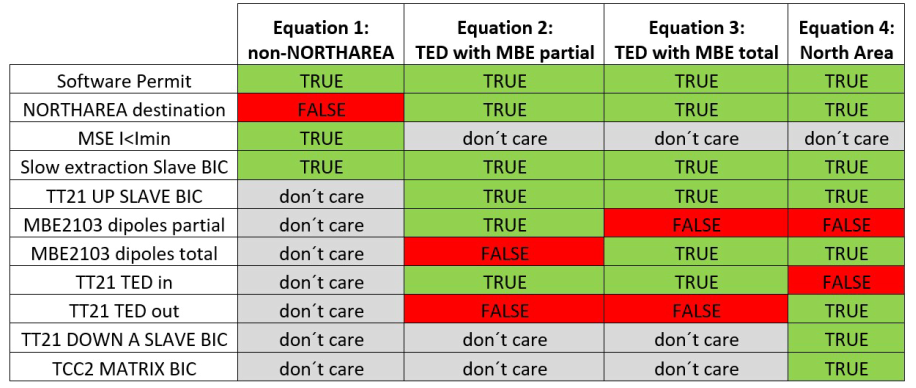 Equation 1: Equation 2: Equation 3: Equation 4:
non-NORTHAREA TED with MBE partial TED with MBE total North Area
Software Permit TRUE TRUE TRUE TRUE
NORTHAREA destination FALSE TRUE TRUE TRUE
MSE I<Imin TRUE don´t care don´t care don´t care
Slow extraction Slave BIC TRUE TRUE TRUE TRUE
TT21 UP SLAVE BIC don´t care TRUE TRUE TRUE
MBE2103 dipoles partial don´t care TRUE FALSE FALSE
MBE2103 dipoles total don´t care FALSE TRUE TRUE
TT21 TED in don´t care TRUE TRUE FALSE
TT21 TED out don´t care FALSE FALSE TRUE
TT21 DOWN A SLAVE BIC don´t care don´t care don´t care TRUE
TCC2 MATRIX BIC don´t care don´t care don´t care TRUE